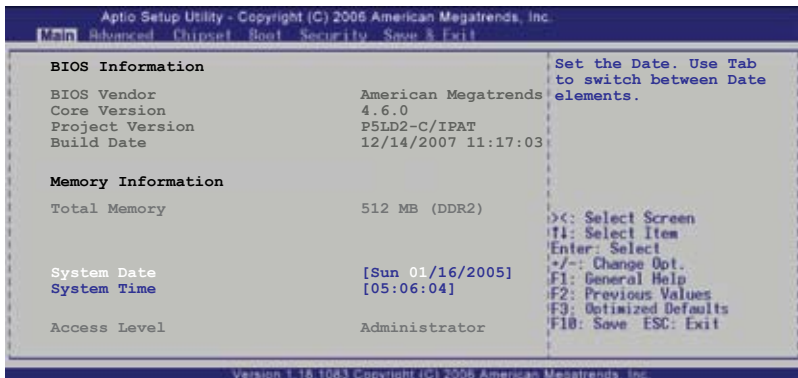 Aptio Setup Utility - Copyright (C) 2006 American Megatrends, Inc.
Main Advanced Chipset Boot Security Save & Exit
BIOS Information
BIOS Vendor American Megatrends
Core Version 4.6.0
Project Version P5LD2-C/IPAT
Build Date 12/14/2007 11:17:03
Memory Information
Total Memory 512 MB (DDR2)
System Date [Sun 01/16/2005]
System Time [05:06:04]
Access Level Administrator
Set the Date. Use Tab
to switch between Date
elements.
><: Select Screen
↑↓: Select Item
Enter: Select
+/-: Change Opt.
F1: General Help
F2: Previous Values
F3: Optimized Defaults
F10: Save ESC: Exit
Version 1.18.1083 Copyright (C) 2006 American Megatrends, Inc.